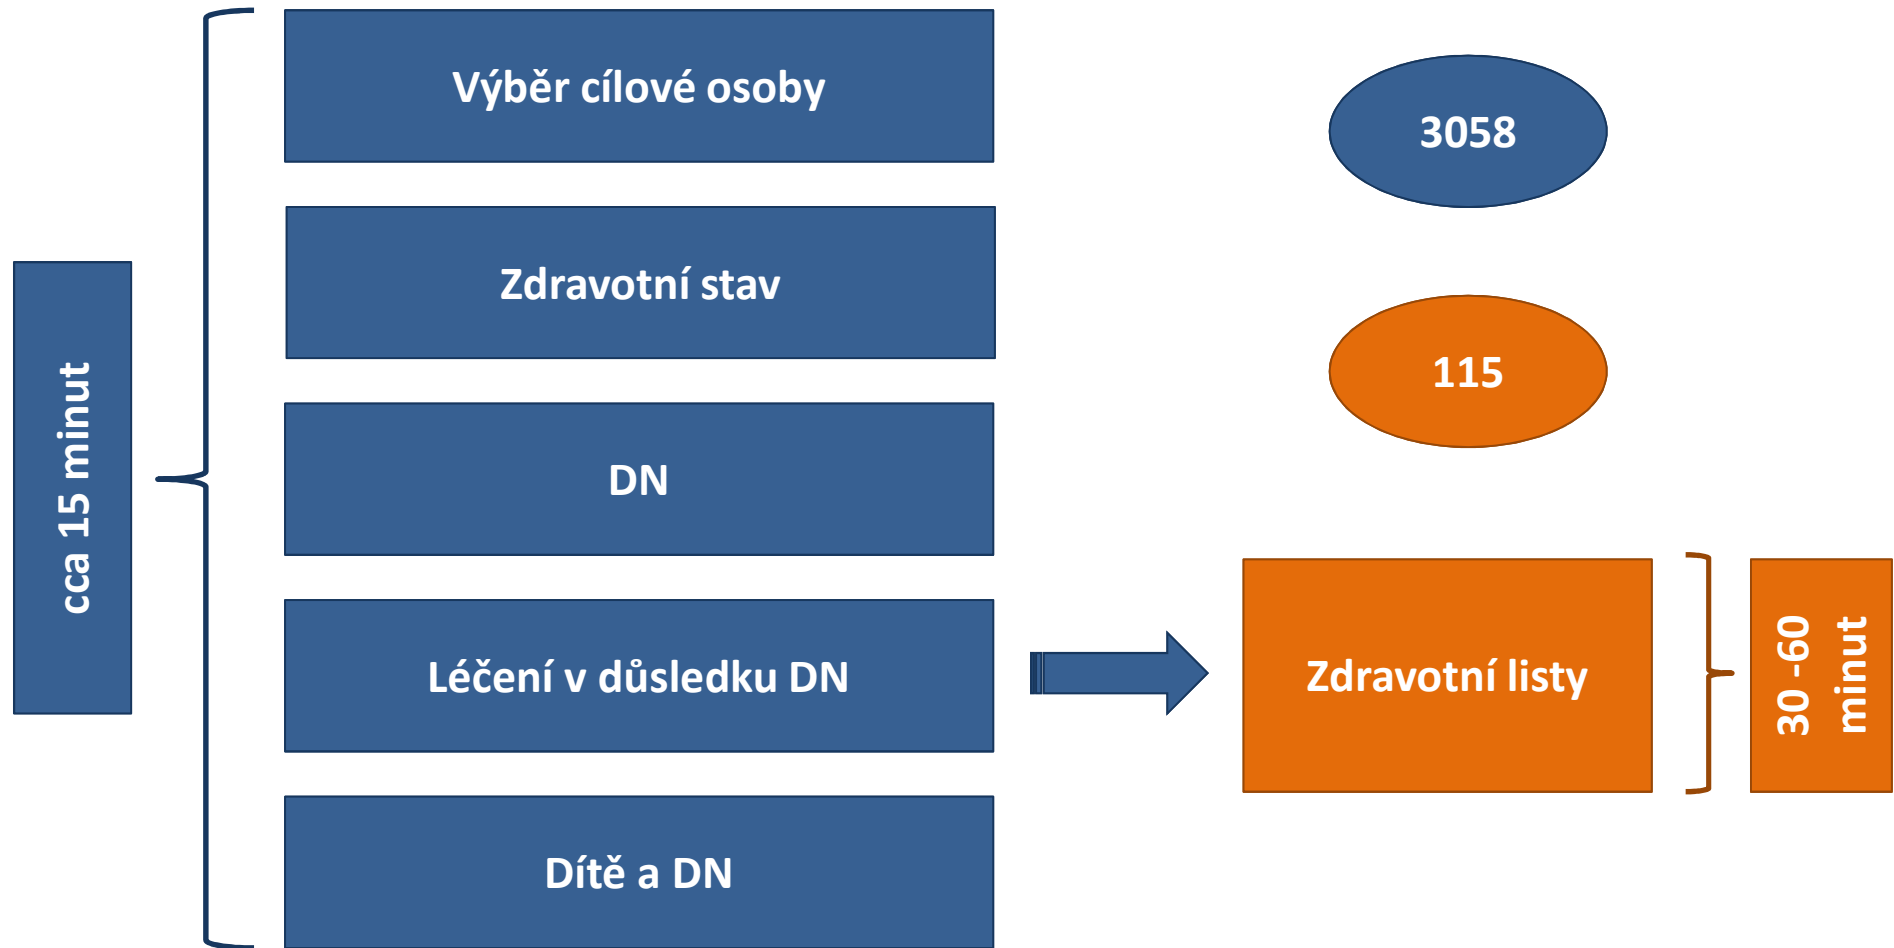 cca 15 minut
Výběr cílové osoby
Zdravotní stav
DN
Léčení v důsledku DN
Dítě a DN
3058
115
Zdravotní listy
30 -60
minut